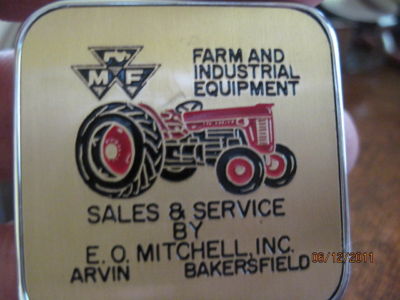 M F
FARM AND
INDUSTRIAL
EQUIPMENT
SALES & SERVICE
BY
E. O. MITCHELL, INC.
ARVIN BAKERSFIELD
06/12/2011